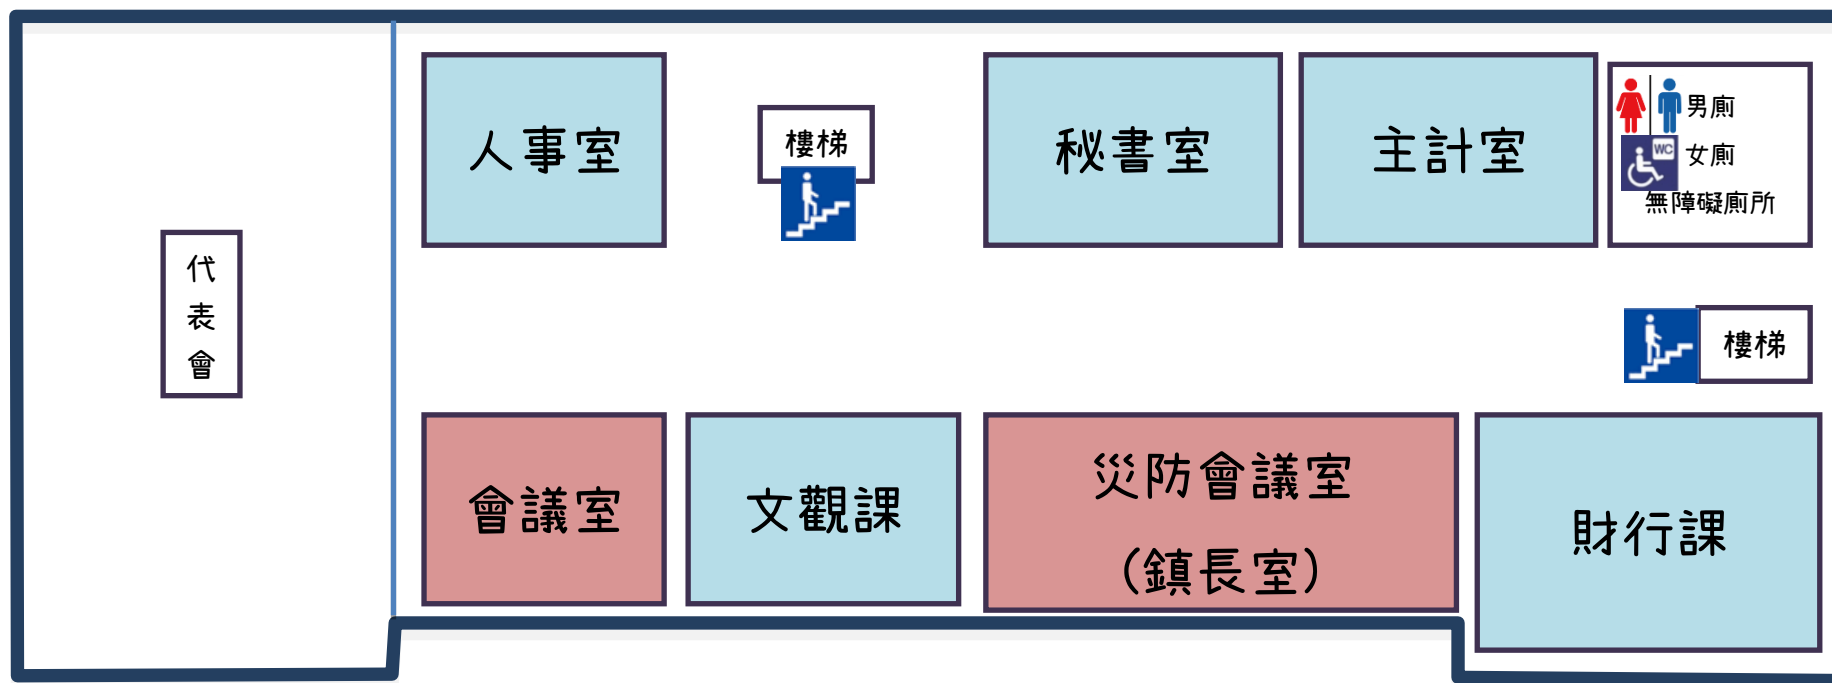 人事室
樓梯
秘書室
主計室
男廁
WC
女廁
無障礙廁所
代
表
會
樓梯
會議室
文觀課
災防會議室
(鎮長室)
財行課